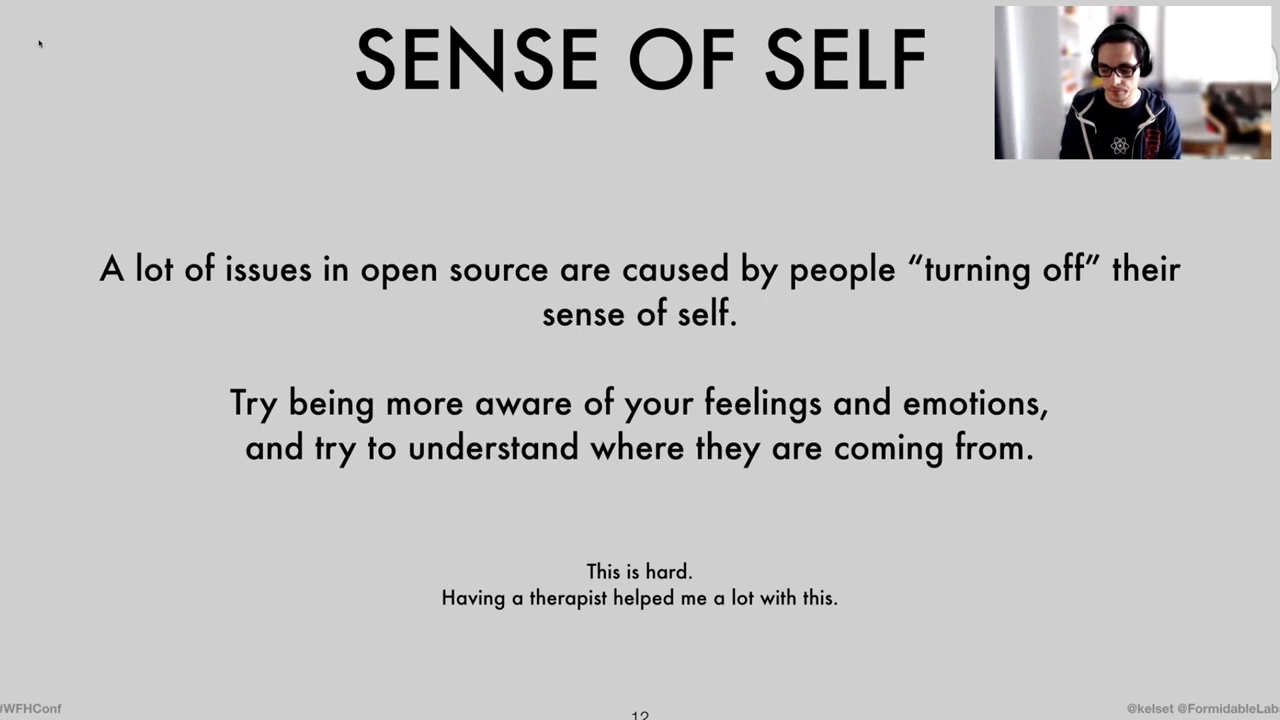 SENSE OF SELF
A lot of issues in open source are caused by people “turning off” their
sense of self.
Try being more aware of your feelings and emotions,
and try to understand where they are coming from.
This is hard.
Having a therapist helped me a lot with this.
#WFHConf
12
@kelset @FormidableLabs